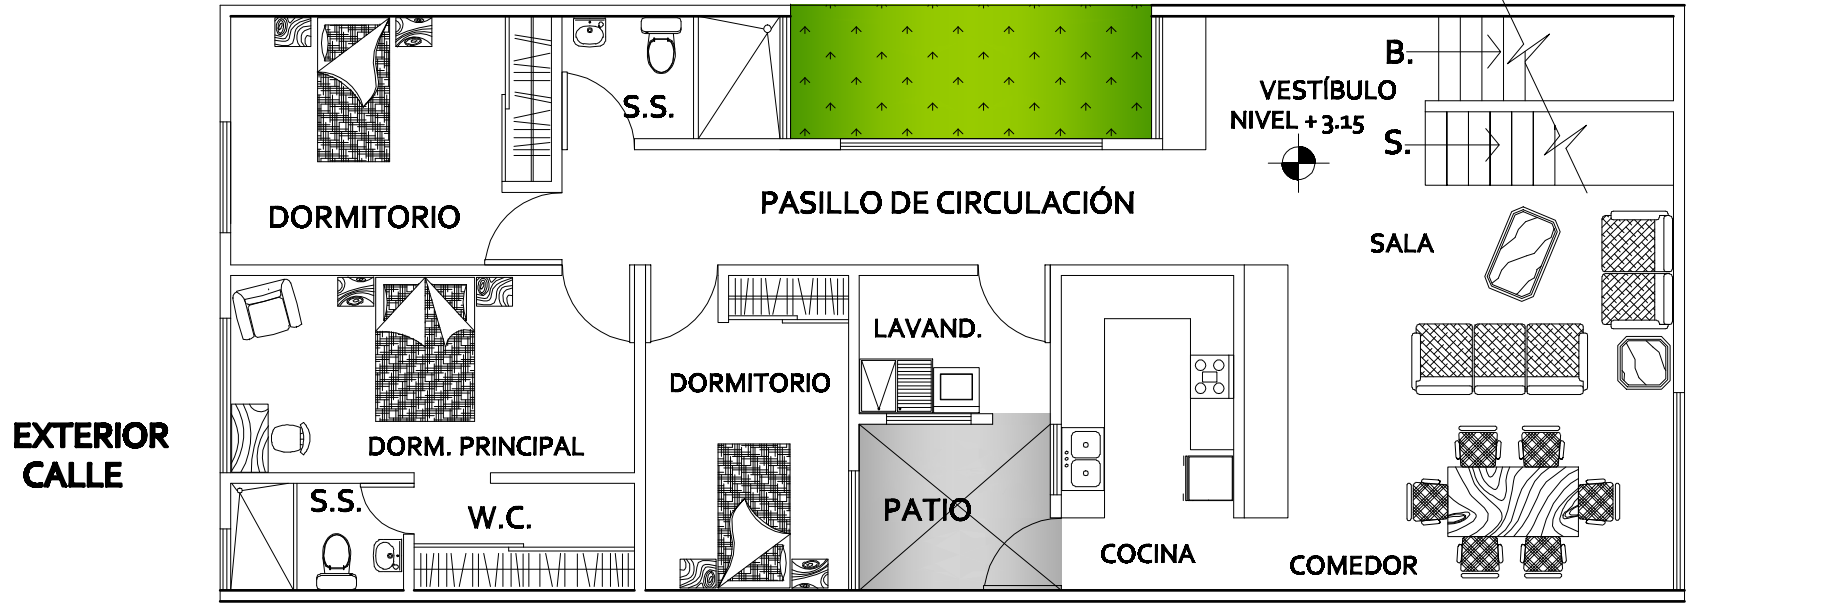 B.
VESTÍBULO
NIVEL + 3.15
S.
S.S.
DORMITORIO
PASILLO DE CIRCULACIÓN
SALA
LAVAND.
DORMITORIO
EXTERIOR
CALLE
DORM. PRINCIPAL
S.S.
W.C.
PATIO
COCINA
COMEDOR